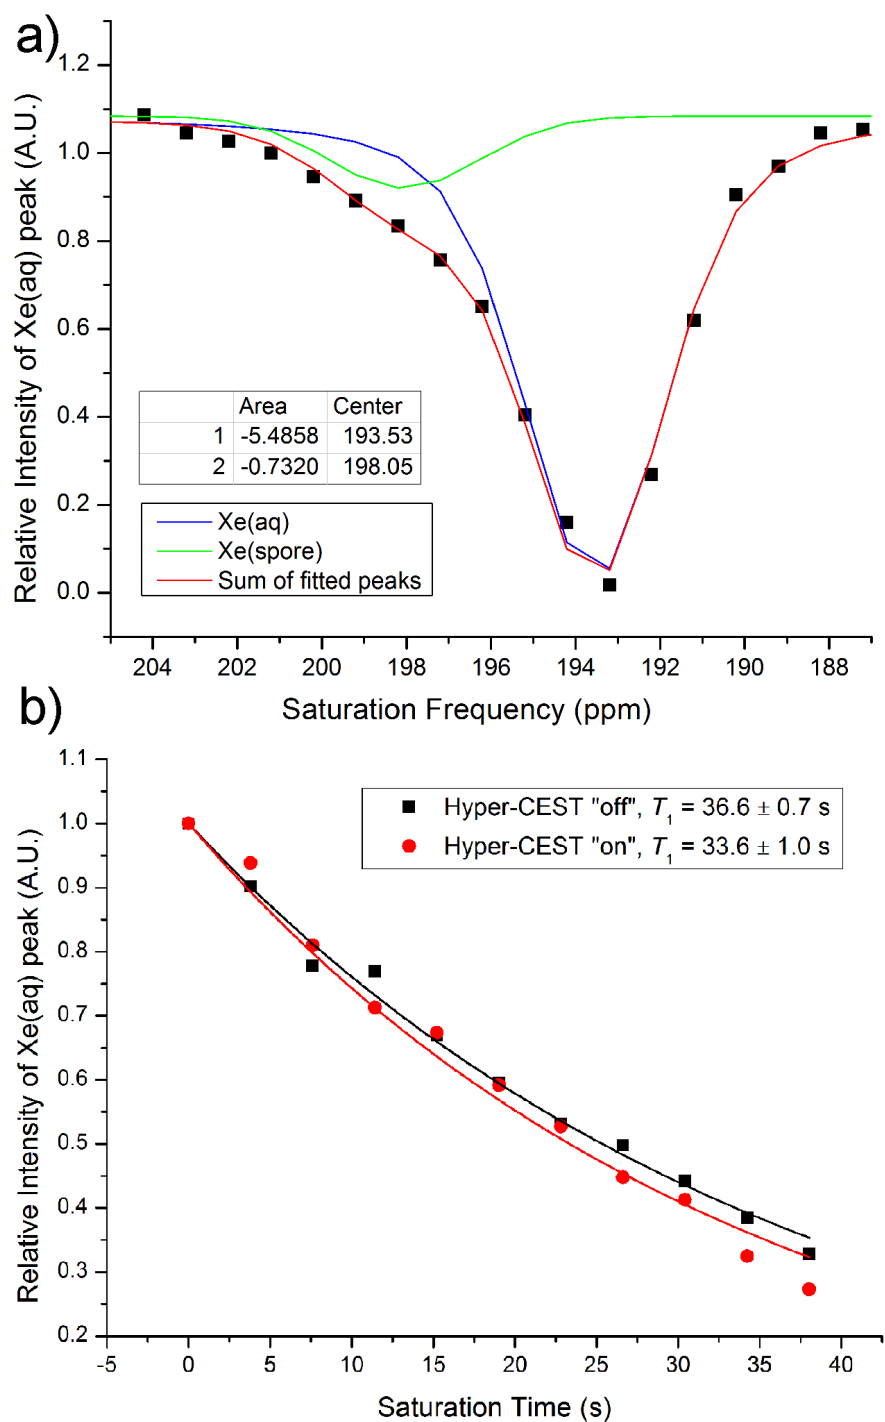 a)
Relative Intensity of Xe(aq) peak (A.U.)
1.2
1.0
0.8
0.6
0.4
0.2
0.0
Area Center
1 -5.4858 193.53
2 -0.7320 198.05
Xe(aq)
Xe(spore)
Sum of fitted peaks
204 202 200 198 196 194 192 190 188
Saturation Frequency (ppm)
b)
Relative Intensity of Xe(aq) peak (A.U.)
1.1
1.0
0.9
0.8
0.7
0.6
0.5
0.4
0.3
0.2
Hyper-CEST "off", T1 = 36.6 ± 0.7 s
Hyper-CEST "on", T1 = 33.6 ± 1.0 s
-5 0 5 10 15 20 25 30 35 40
Saturation Time (s)